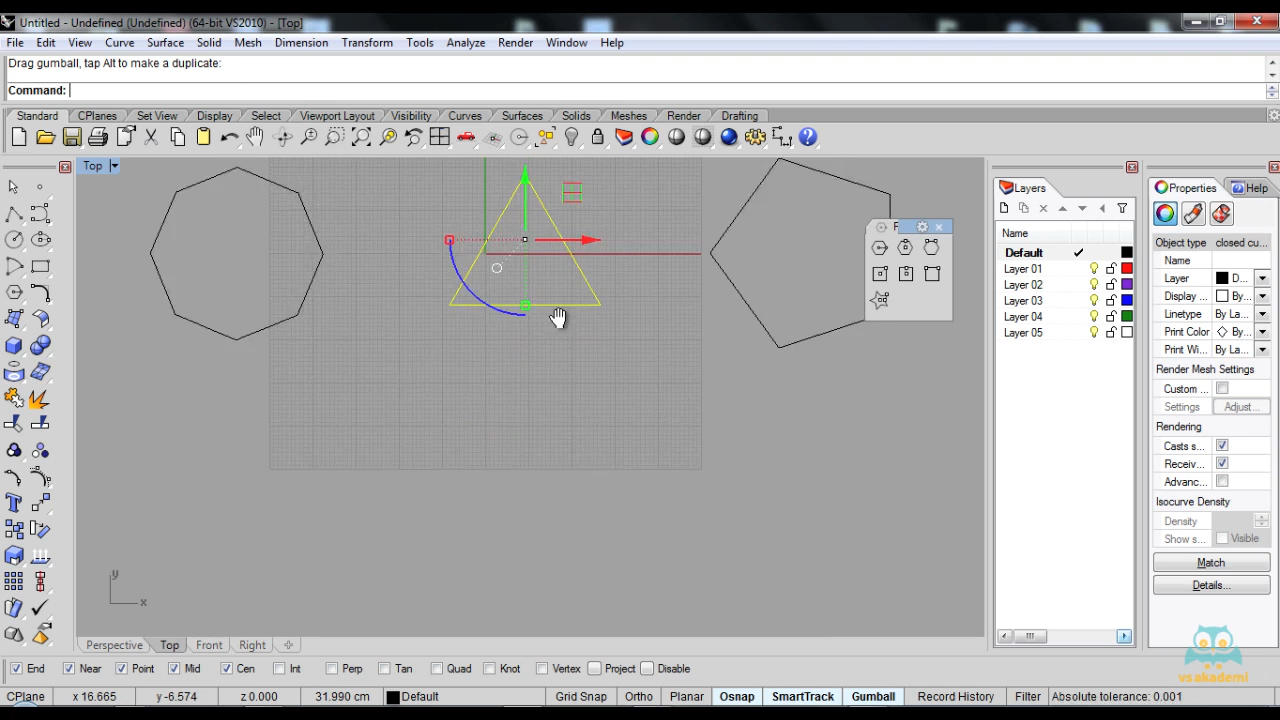 Untitled - Undefined (Undefined) (64-bit VS2010) - [Top]
File Edit View Curve Surface Solid Mesh Dimension Transform Tools Analyze Render Window Help
Drag gumball, tap Alt to make a duplicate:
Command:
Standard CPlanes Set View Display Select Viewport Layout Visibility Curves Surfaces Solids Meshes Render Drafting
Top
Layers
Properties Help
Name
Default
Layer 01
Layer 02
Layer 03
Layer 04
Layer 05
Object type closed cu...
Name
Layer D...
Display ... By...
Linetype By La...
Print Color By...
Print Wi... By La...
Render Mesh Settings
Custom ...
Settings Adjust...
Rendering
Casts s...
Receiv...
Advanc...
Isocurve Density
Density
Show s... Visible
Match
Details...
y
x
Perspective Top Front Right
End Near Point Mid Cen Int Perp Tan Quad Knot Vertex Project Disable
CPlane x 16.665 y -6.574 z 0.000 31.990 cm Default Grid Snap Ortho Planar Osnap SmartTrack Gumball Record History Filter Absolute tolerance: 0.001
vsakademi